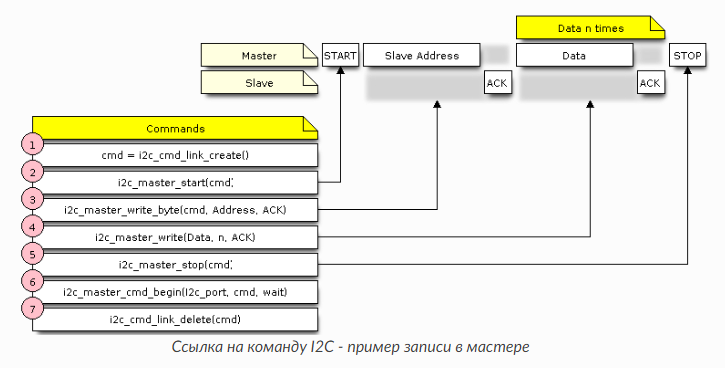 Data n times
Master START Slave Address Data STOP
Slave ACK ACK
Commands
1 cmd = i2c_cmd_link_create()
2 i2c_master_start(cmd;
3 i2c_master_write_byte(cmd, Address, ACK)
4 i2c_master_write(Data, n, ACK)
5 i2c_master_stop(cmd;
6 i2c_master_cmd_begin(I2c_port, cmd, wait)
7 i2c_cmd_link_delete(cmd)
Ссылка на команду I2C - пример записи в мастере